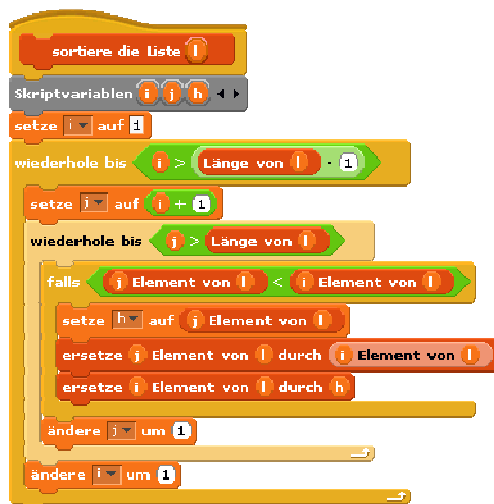 sortiere die Liste l
Skriptvariablen i j h
setze i auf 1
wiederhole bis i > Länge von l - 1
setze j auf i + 1
wiederhole bis j > Länge von l
falls j Element von l < i Element von l
setze h auf j Element von l
ersetze j Element von l durch i Element von l
ersetze i Element von l durch h
ändere j um 1
ändere i um 1